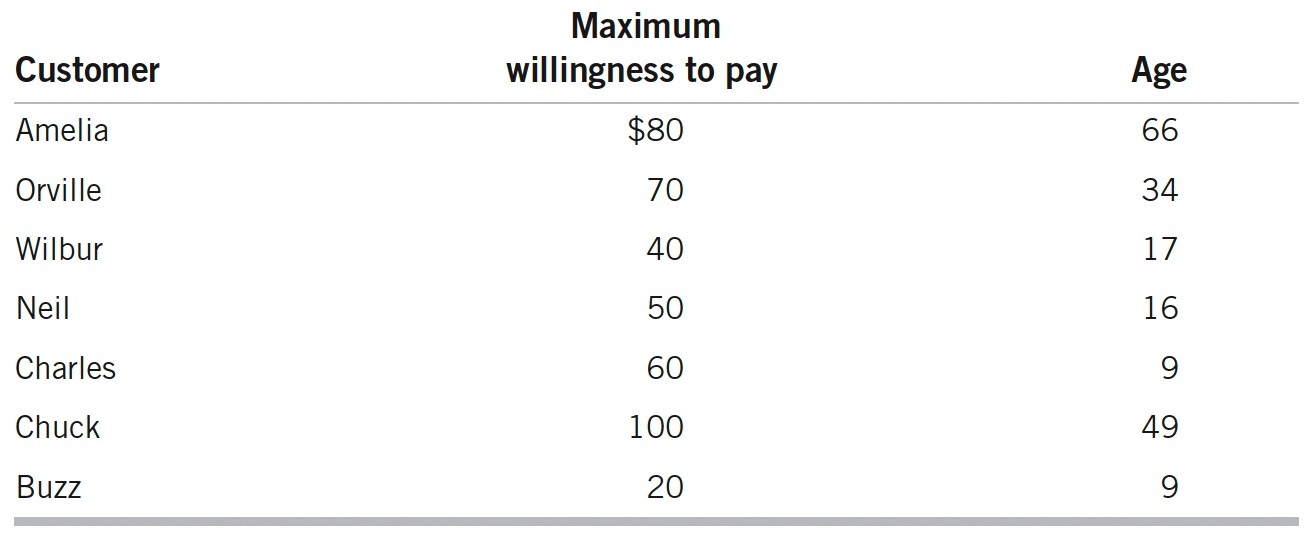 Maximum
Customer willingness to pay Age
Amelia $80 66
Orville 70 34
Wilbur 40 17
Neil 50 16
Charles 60 9
Chuck 100 49
Buzz 20 9